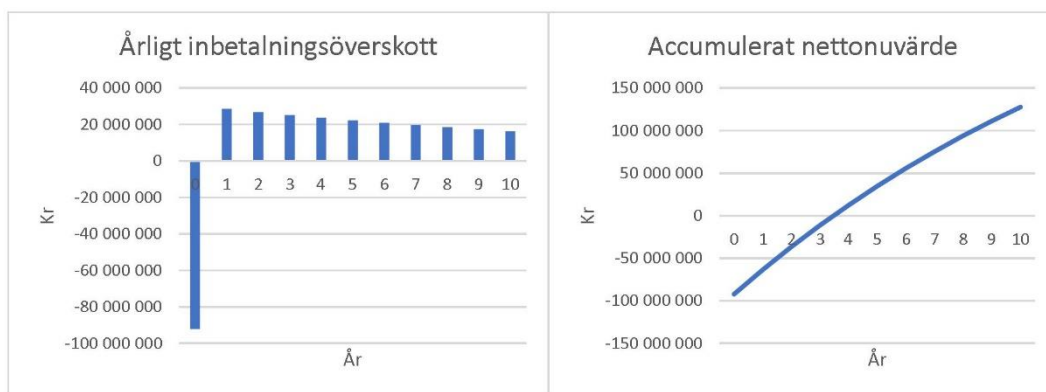 Årligt inbetalningsöverskott
40 000 000
20 000 000
0
-20 000 000
-40 000 000
-60 000 000
-80 000 000
-100 000 000
0 1 2 3 4 5 6 7 8 9 10
Kr
År
Accumulerat nettonuvärde
150 000 000
100 000 000
50 000 000
0
-50 000 000
-100 000 000
-150 000 000
0 1 2 3 4 5 6 7 8 9 10
Kr
År